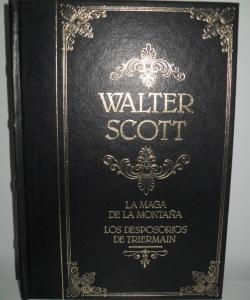 WALTER
SCOTT
LA MAGA
DE LA MONTAÑA
LOS DESPOSORIOS
DE TRIERMAIN